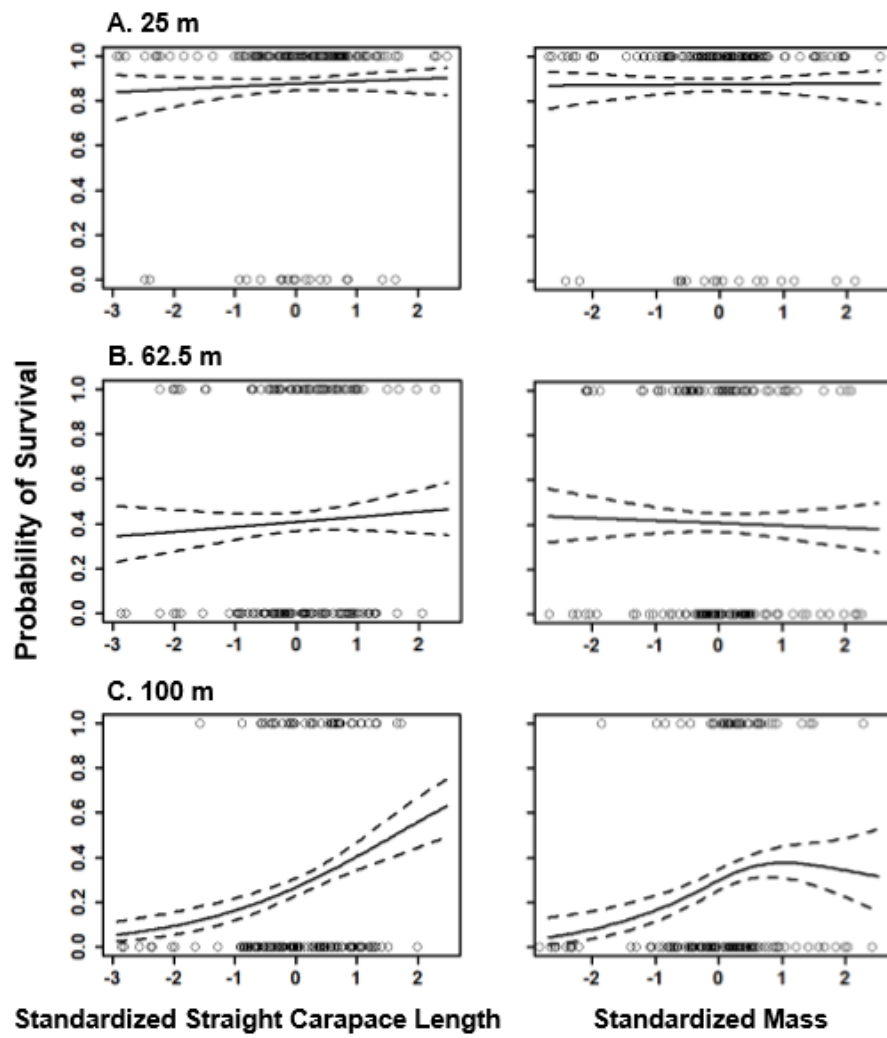 A. 25 m
1.0
0.8
0.6
0.4
0.2
0.0
-3 -2 -1 0 1 2
-2 -1 0 1 2
B. 62.5 m
1.0
0.8
0.6
0.4
0.2
0.0
-3 -2 -1 0 1 2
-2 -1 0 1 2
Probability of Survival
C. 100 m
1.0
0.8
0.6
0.4
0.2
0.0
-3 -2 -1 0 1 2
-2 -1 0 1 2
Standardized Straight Carapace Length
Standardized Mass